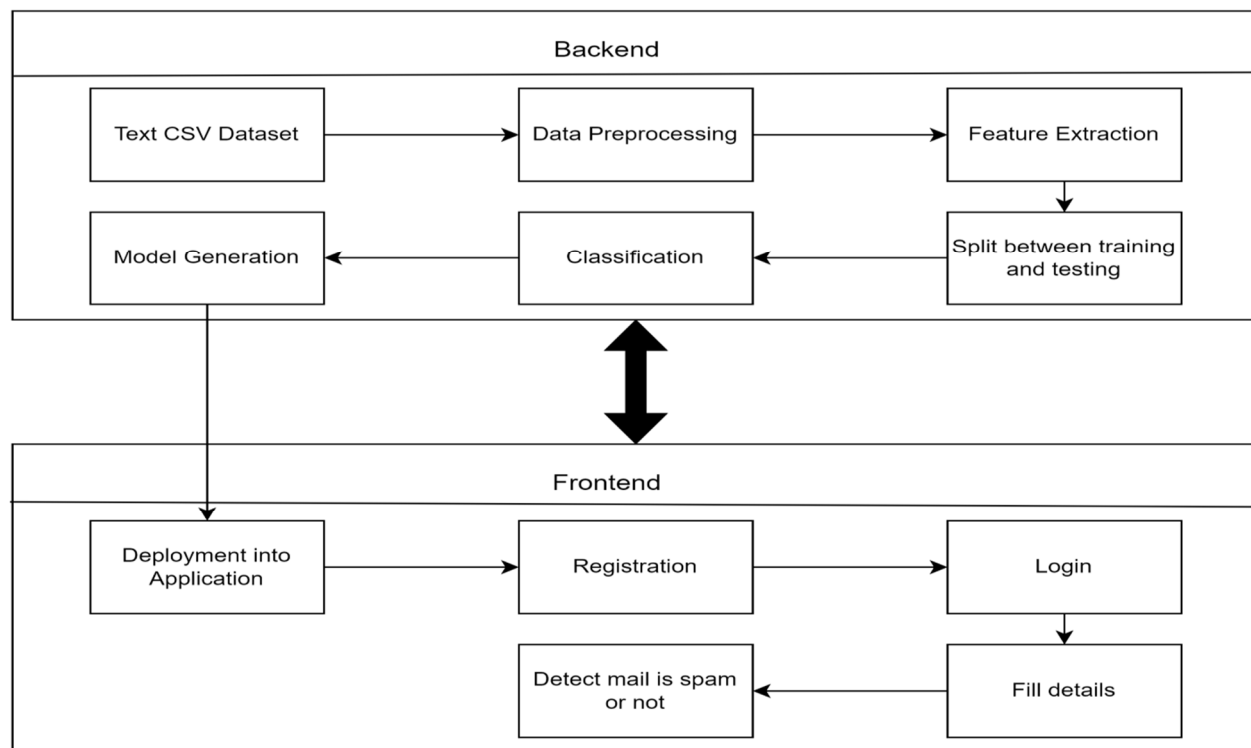 Backend
Text CSV Dataset
Data Preprocessing
Feature Extraction
Model Generation
Classification
Split between training
and testing
Frontend
Deployment into
Application
Registration
Login
Detect mail is spam
or not
Fill details